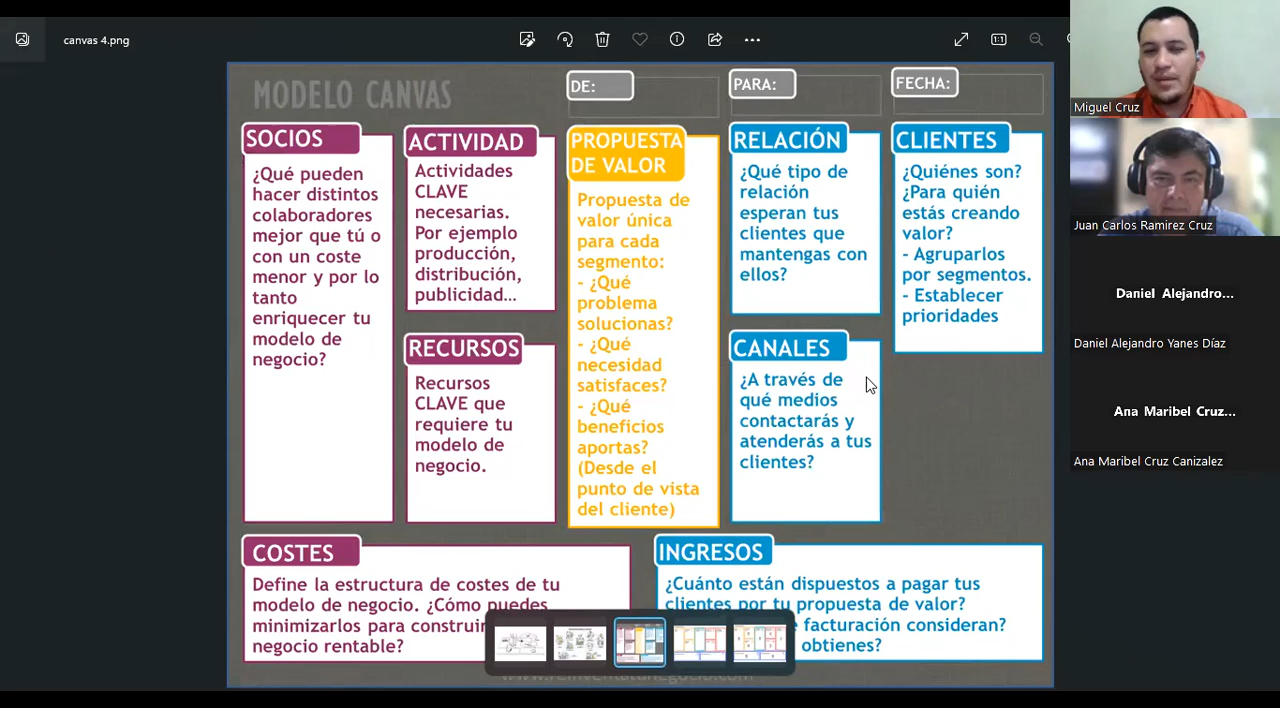 canvas 4.png
1:1
MODELO CANVAS
DE:
PARA:
FECHA:
SOCIOS
¿Qué pueden
hacer distintos
colaboradores
mejor que tú o
con un coste
menor y por lo
tanto
enriquecer tu
modelo de
negocio?
ACTIVIDAD
Actividades
CLAVE
necesarias.
Por ejemplo
producción,
distribución,
publicidad...
RECURSOS
Recursos
CLAVE que
requiere tu
modelo de
negocio.
PROPUESTA
DE VALOR
Propuesta de
valor única
para cada
segmento:
- ¿Qué
problema
solucionas?
- ¿Qué
necesidad
satisfaces?
- ¿Qué
beneficios
aportas?
(Desde el
punto de vista
del cliente)
RELACIÓN
¿Qué tipo de
relación
esperan tus
clientes que
mantengas con
ellos?
CANALES
¿A través de
qué medios
contactarás y
atenderás a tus
clientes?
CLIENTES
¿Quiénes son?
¿Para quién
estás creando
valor?
- Agruparlos
por segmentos.
- Establecer
prioridades
COSTES
Define la estructura de costes de tu
modelo de negocio. ¿Cómo puedes
minimizarlos para construir
negocio rentable?
INGRESOS
¿Cuánto están dispuestos a pagar tus
clientes por tu propuesta de valor?
facturación consideran?
obtienes?
Miguel Cruz
Juan Carlos Ramirez Cruz
Daniel Alejandro...
Daniel Alejandro Yanes Díaz
Ana Maribel Cruz...
Ana Maribel Cruz Canizalez